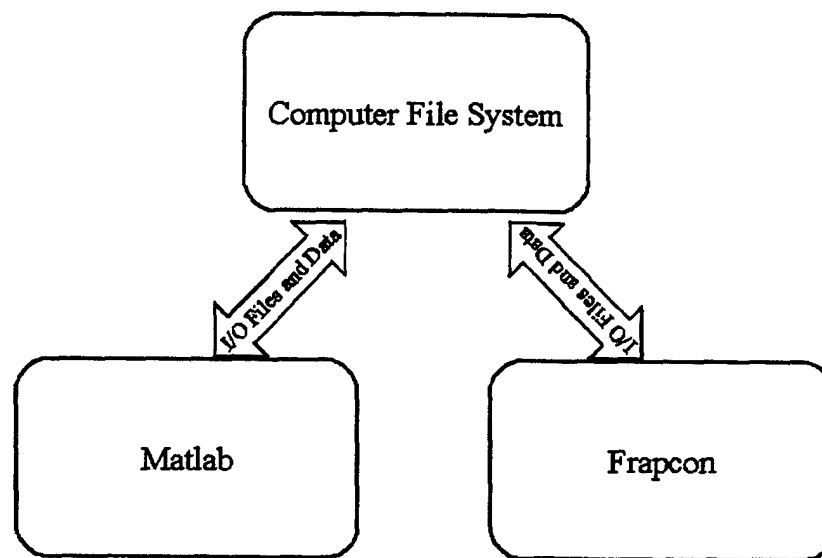 Computer File System
I/O Files and Data
I/O Files and Data
Matlab
Frapcon